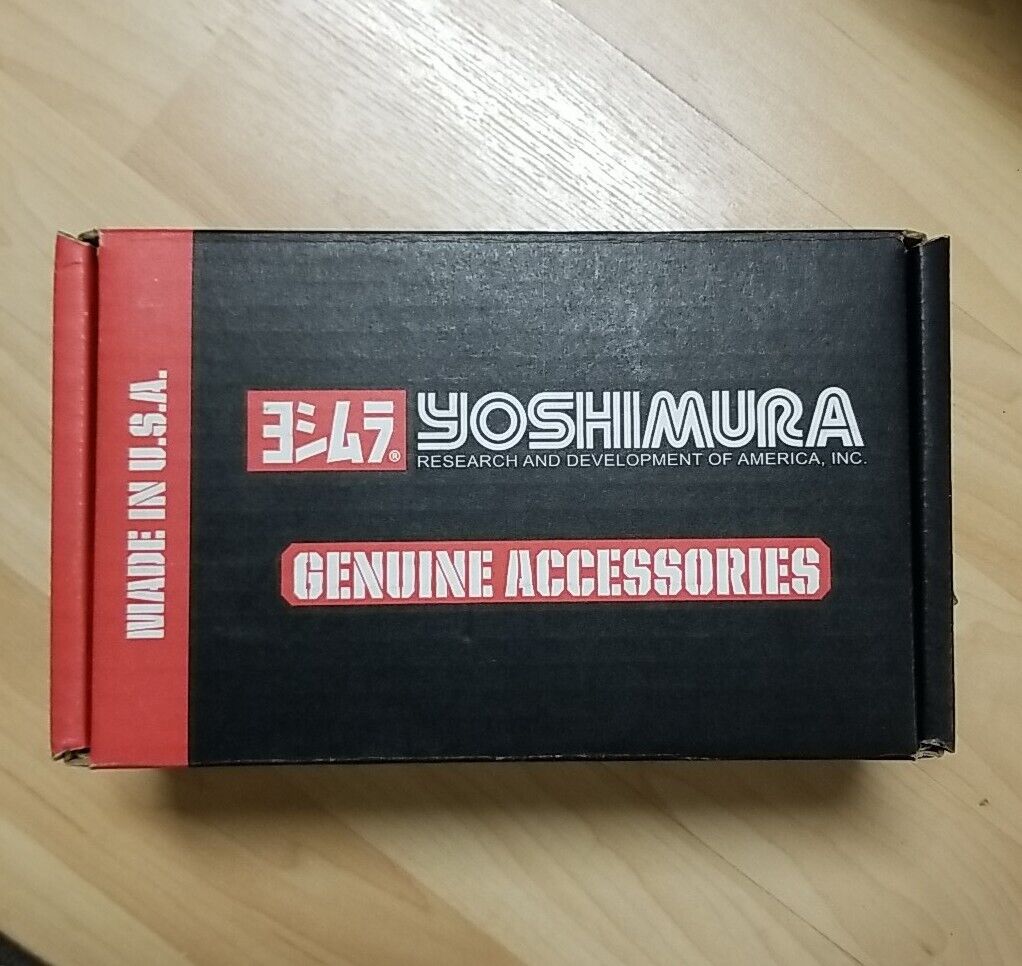 MADE IN U.S.A.
ヨシムラ® YOSHIMURA
RESEARCH AND DEVELOPMENT OF AMERICA, INC.
GENUINE ACCESSORIES